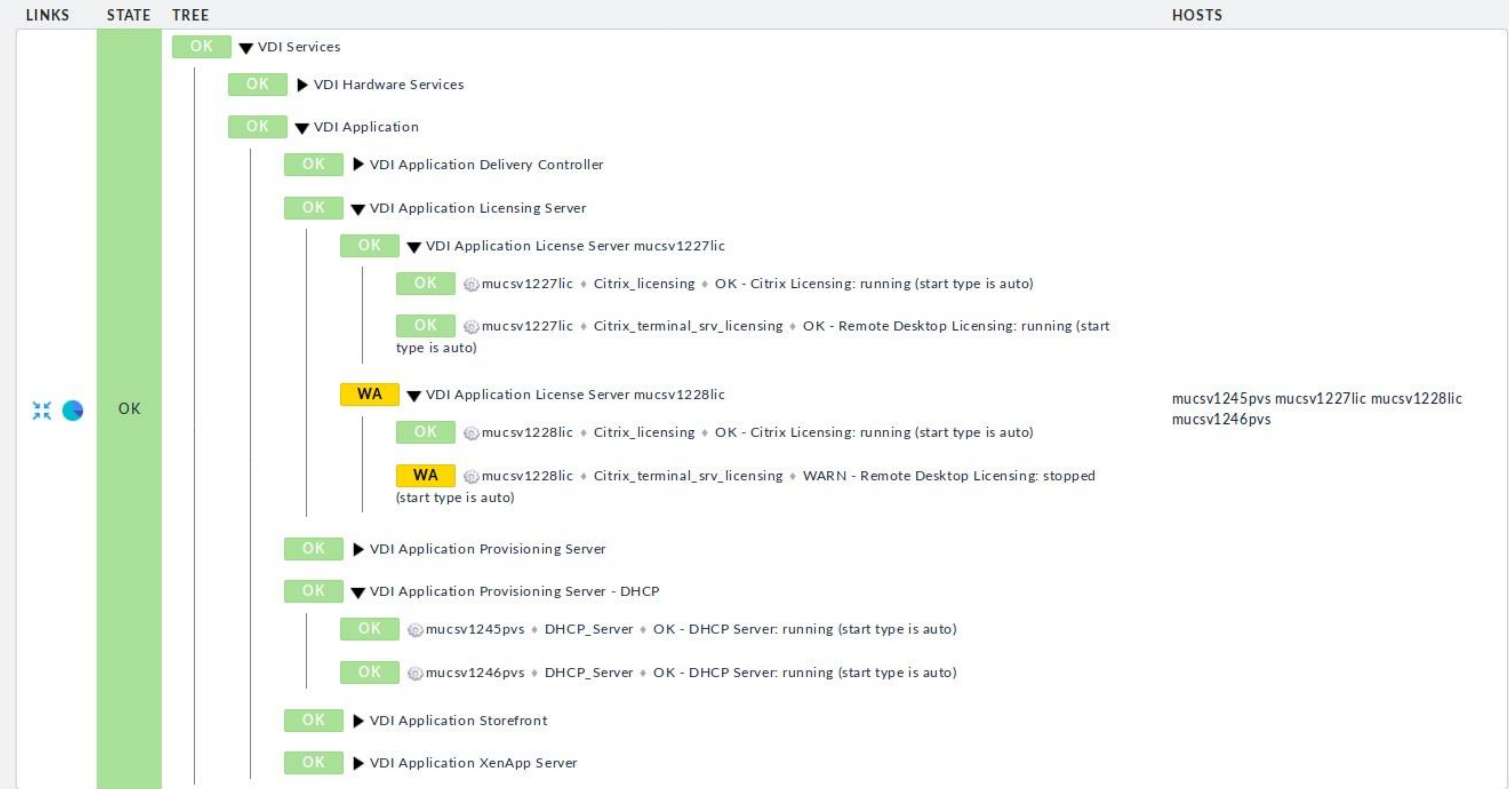 LINKS STATE TREE HOSTS
OK VDI Services
OK VDI Hardware Services
OK VDI Application
OK VDI Application Delivery Controller
OK VDI Application Licensing Server
OK VDI Application License Server mucsv1227lic
OK mucsv1227lic ♦ Citrix_licensing ♦ OK - Citrix Licensing: running (start type is auto)
OK mucsv1227lic ♦ Citrix_terminal_srv_licensing ♦ OK - Remote Desktop Licensing: running (start
type is auto)
WA VDI Application License Server mucsv1228lic
OK
mucsv1245pvs mucsv1227lic mucsv1228lic
mucsv1246pvs
OK mucsv1228lic ♦ Citrix_licensing ♦ OK - Citrix Licensing: running (start type is auto)
WA mucsv1228lic ♦ Citrix_terminal_srv_licensing ♦ WARN - Remote Desktop Licensing: stopped
(start type is auto)
OK VDI Application Provisioning Server
OK VDI Application Provisioning Server - DHCP
OK mucsv1245pvs ♦ DHCP_Server ♦ OK - DHCP Server: running (start type is auto)
OK mucsv1246pvs ♦ DHCP_Server ♦ OK - DHCP Server: running (start type is auto)
OK VDI Application Storefront
OK VDI Application XenApp Server